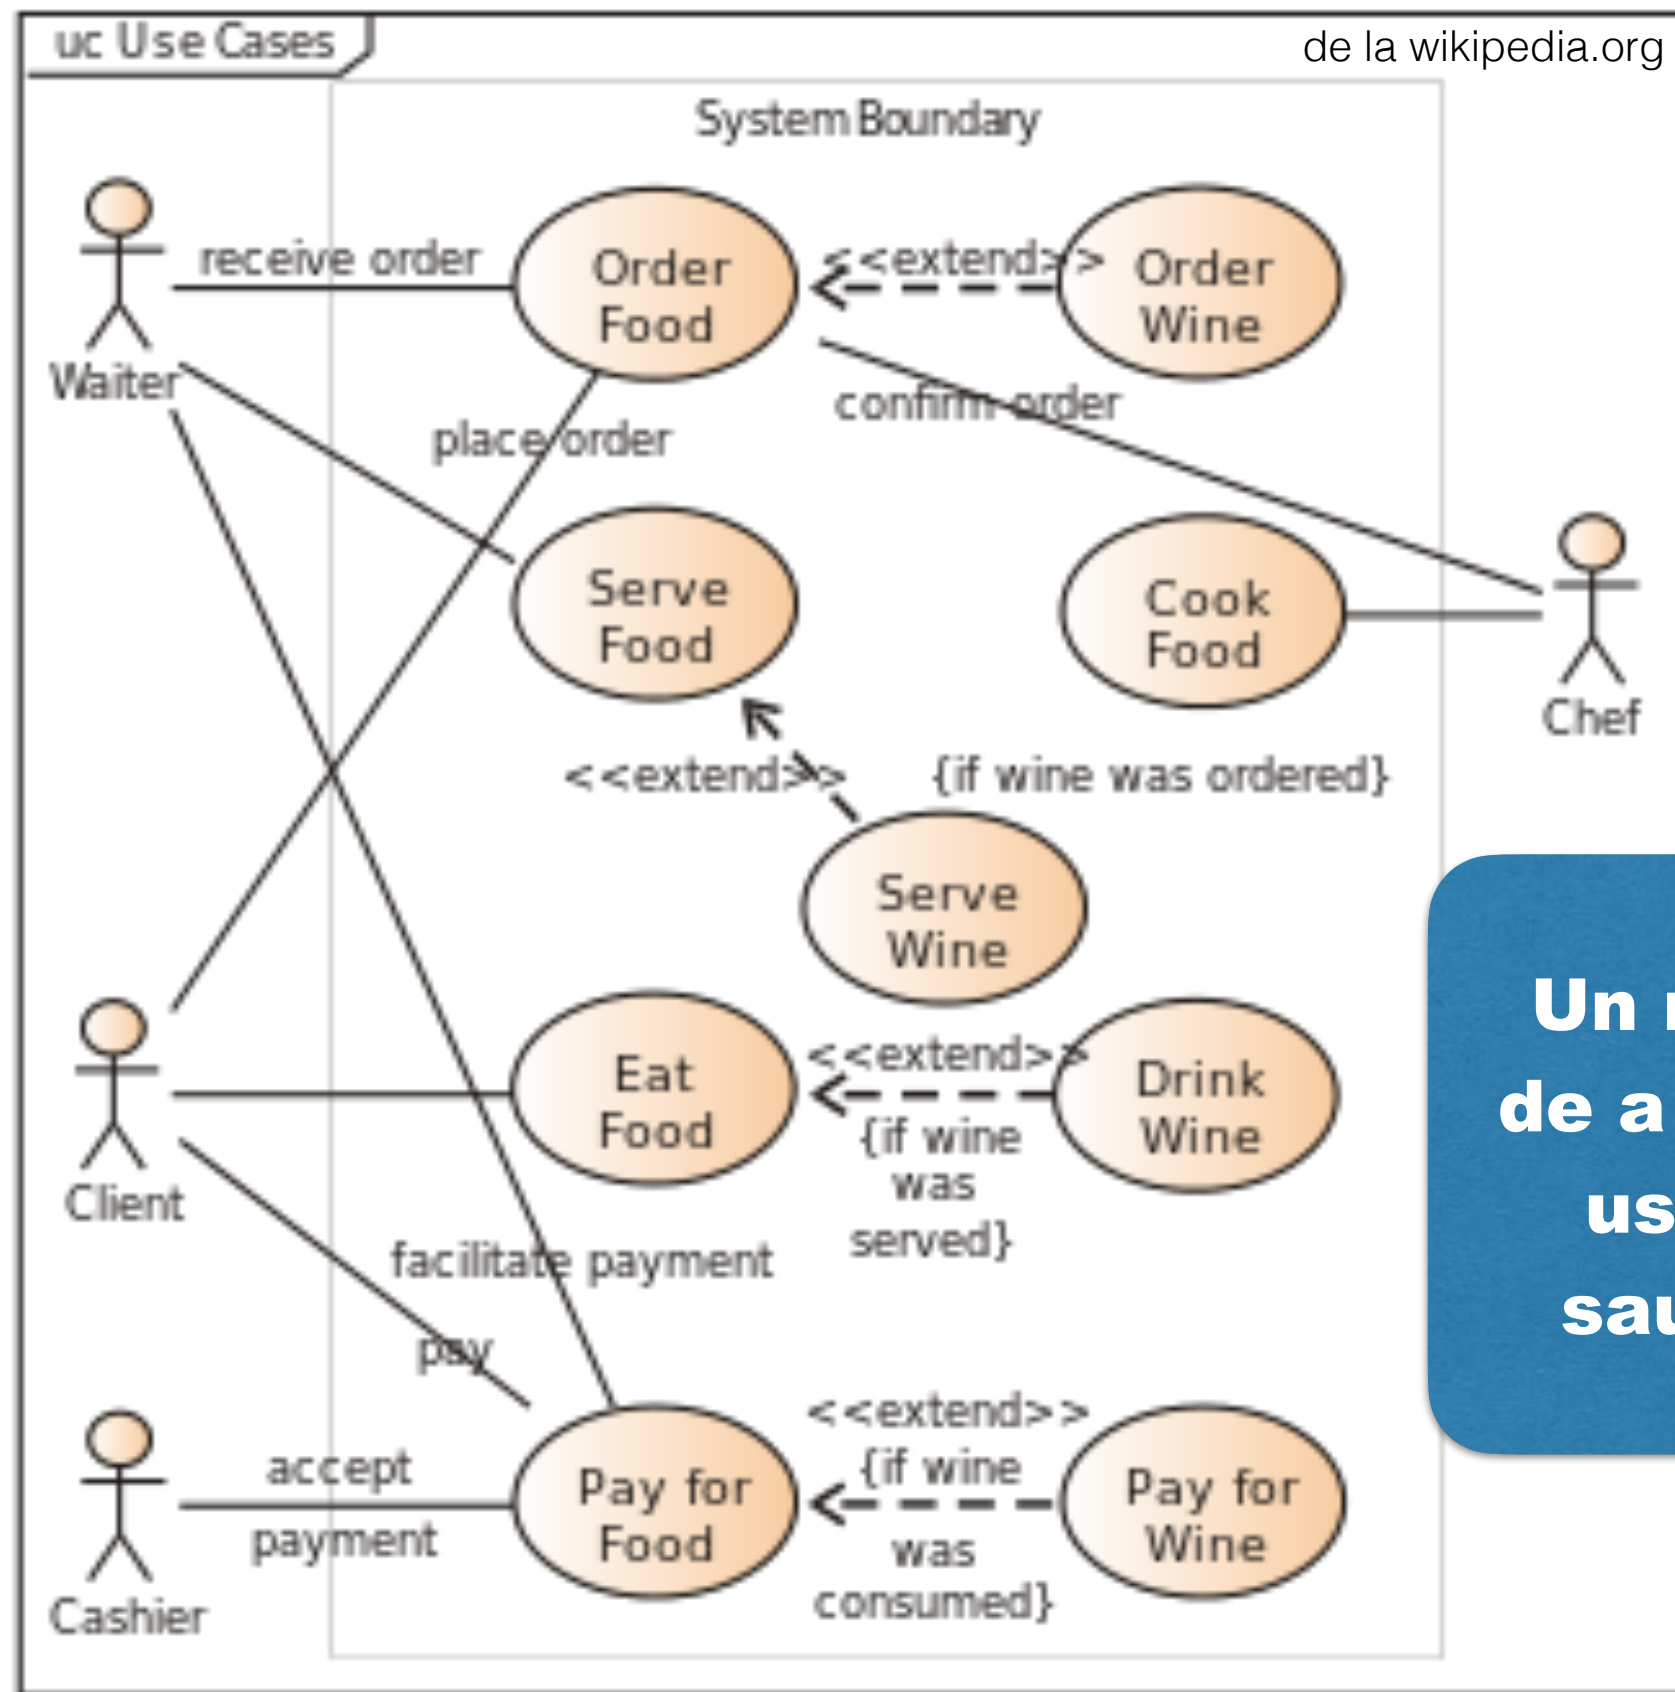 uc Use Cases
de la wikipedia.org
System Boundary
receive order
Order
Food
<<extend>>
Order
Wine
Waiter
confirm order
place order
Serve
Food
Cook
Food
Chef
<<extend>>
{if wine was ordered}
Serve
Wine
Eat
Food
<<extend>>
{if wine
was
served}
Drink
Wine
Client
facilitate payment
pay
accept
payment
Pay for
Food
<<extend>>
{if wine
was
consumed}
Pay for
Wine
Cashier
Un
de a